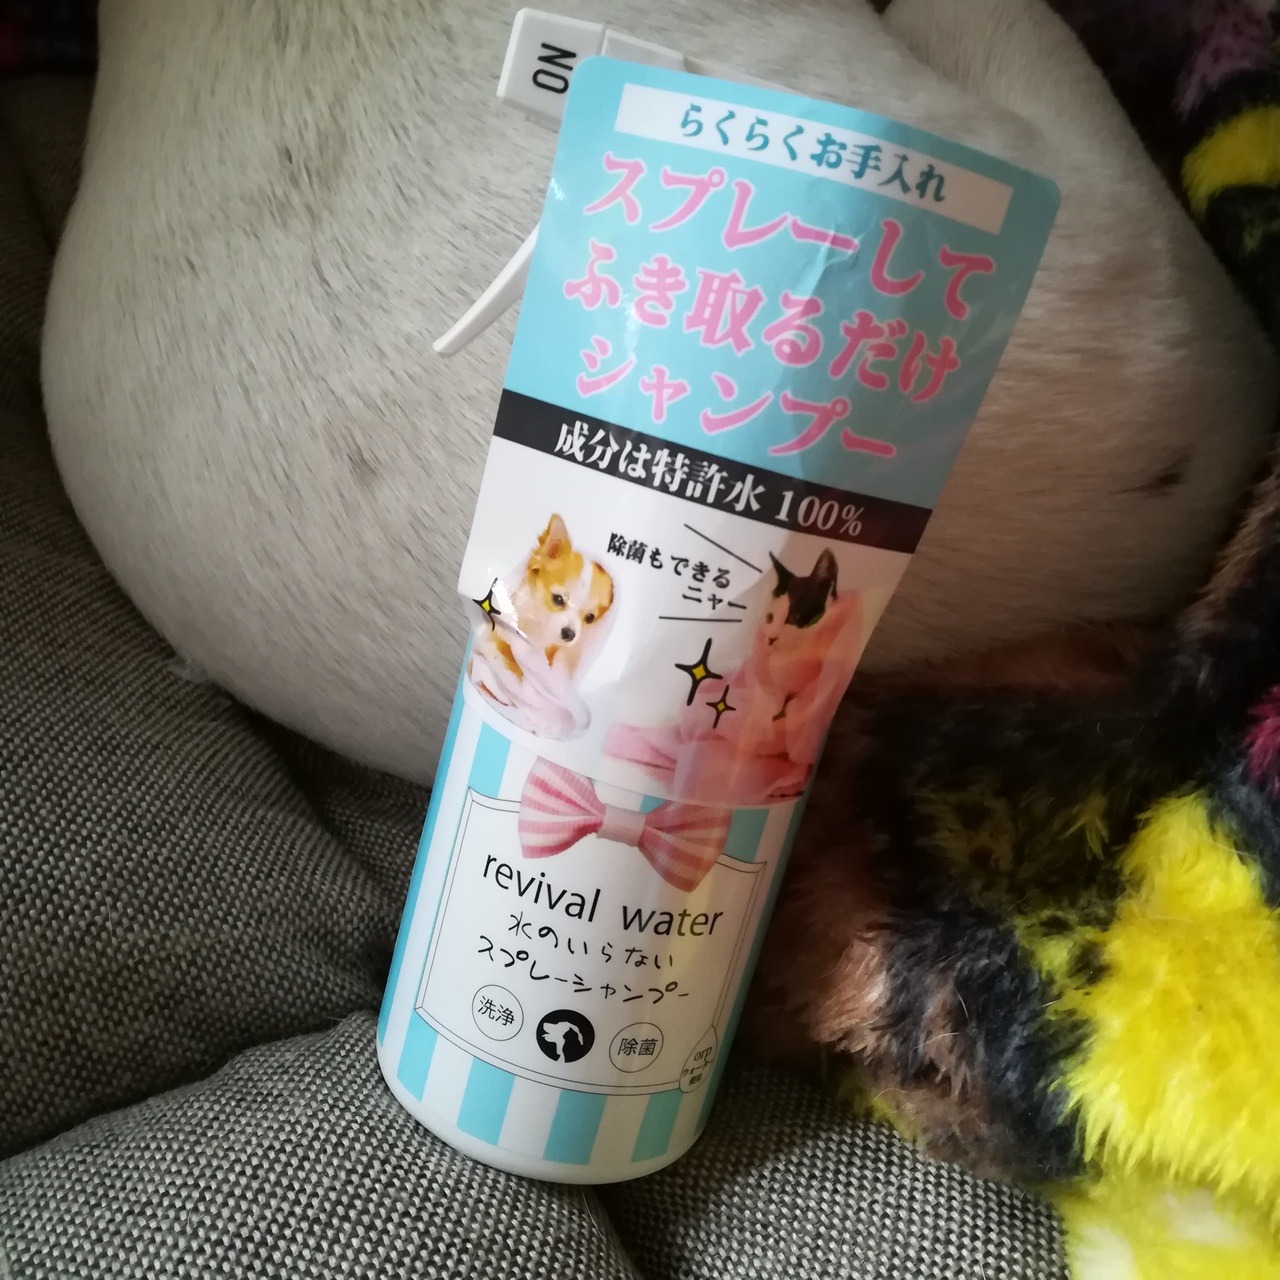 ON
らくらくお手入れ
スプレーして
ふき取るだけ
シャンプー
成分は特許水 100%
除菌もできる
ニャー
revival water
水のいらない
スプレーシャンプー
洗浄
除菌
orp
ウォーター